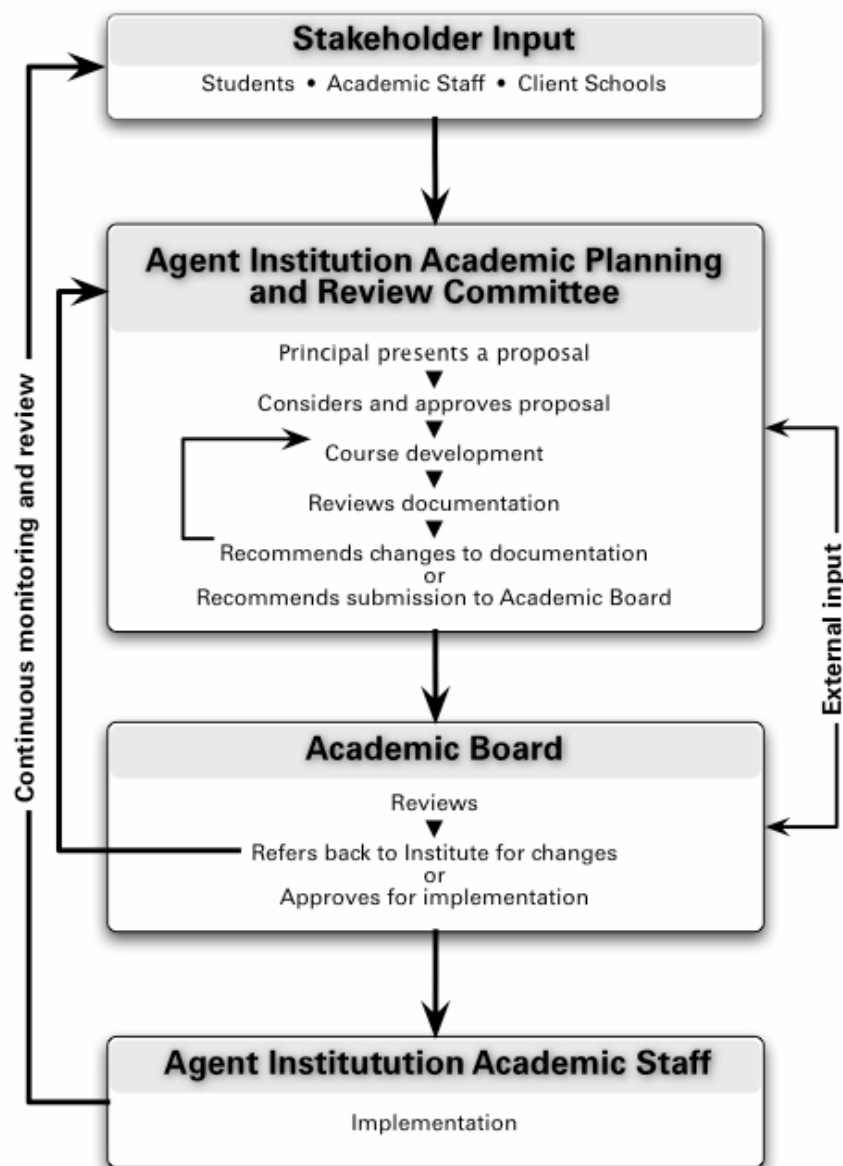 Stakeholder Input
Students • Academic Staff • Client Schools
Agent Institution Academic Planning
and Review Committee
Principal presents a proposal
Considers and approves proposal
Course development
Reviews documentation
Recommends changes to documentation
or
Recommends submission to Academic Board
Academic Board
Reviews
Refers back to Institute for changes
or
Approves for implementation
Agent Institutution Academic Staff
Implementation
Continuous monitoring and review
External input